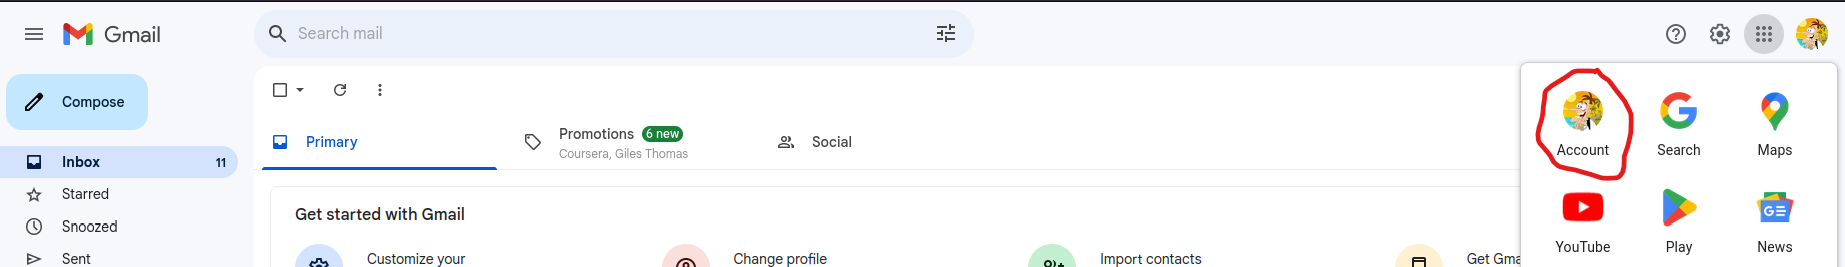 Gmail
Search mail
Compose
Primary
Promotions 6 new
Coursera, Giles Thomas
Social
Inbox 11
Starred
Snoozed
Sent
Get started with Gmail
Customize your
Change profile
Import contacts
Get Gma
Account
Search
Maps
YouTube
Play
News